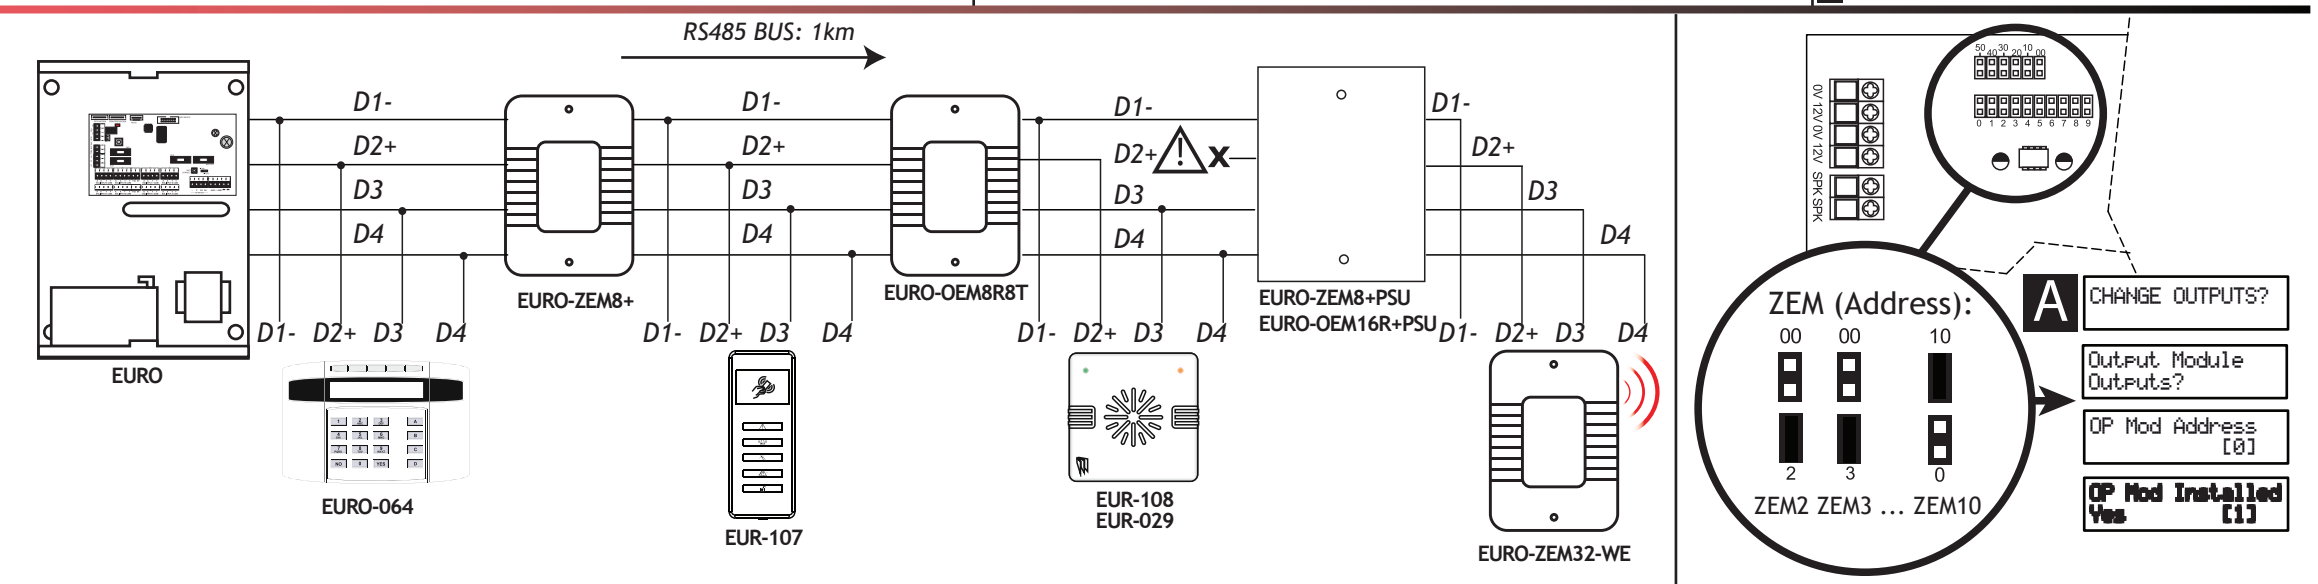 RS485 BUS: 1km
D1- D1- D1- D1-
D2+ D2+ D2+ X D2+
D3 D3 D3 D3
D4 D4 D4 D4
EURO
EURO-ZEM8+
EURO-OEM8R8T
EURO-ZEM8+PSU
EURO-OEM16R+PSU
D1- D2+ D3 D4
D1- D2+ D3 D4
D1- D2+ D3 D4
D1- D2+ D3 D4
EURO-064
EUR-107
EUR-108
EUR-029
EURO-ZEM32-WE
50 40 30 20 10 00
0 1 2 3 4 5 6 7 8 9
0V 12V 0V 12V
SPK SPK
ZEM (Address):
00 00 10
2 3 0
ZEM2 ZEM3 ... ZEM10
A
CHANGE OUTPUTS?
Output Module
Outputs?
OP Mod Address
[0]
OP Mod Installed
Yes [1]